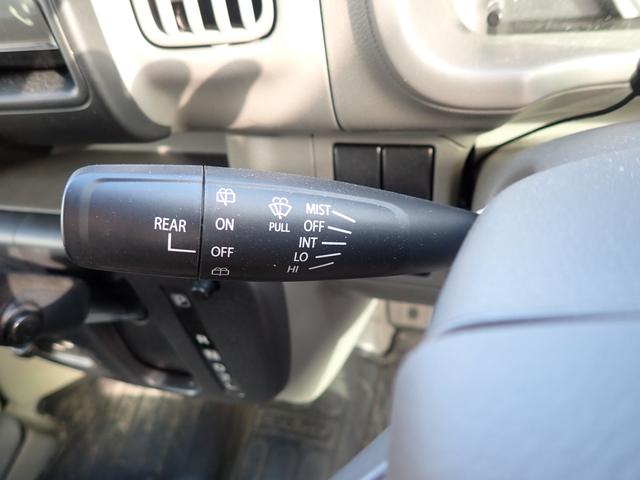 REAR
ON
OFF
PULL
MIST
OFF
INT
LO
HI